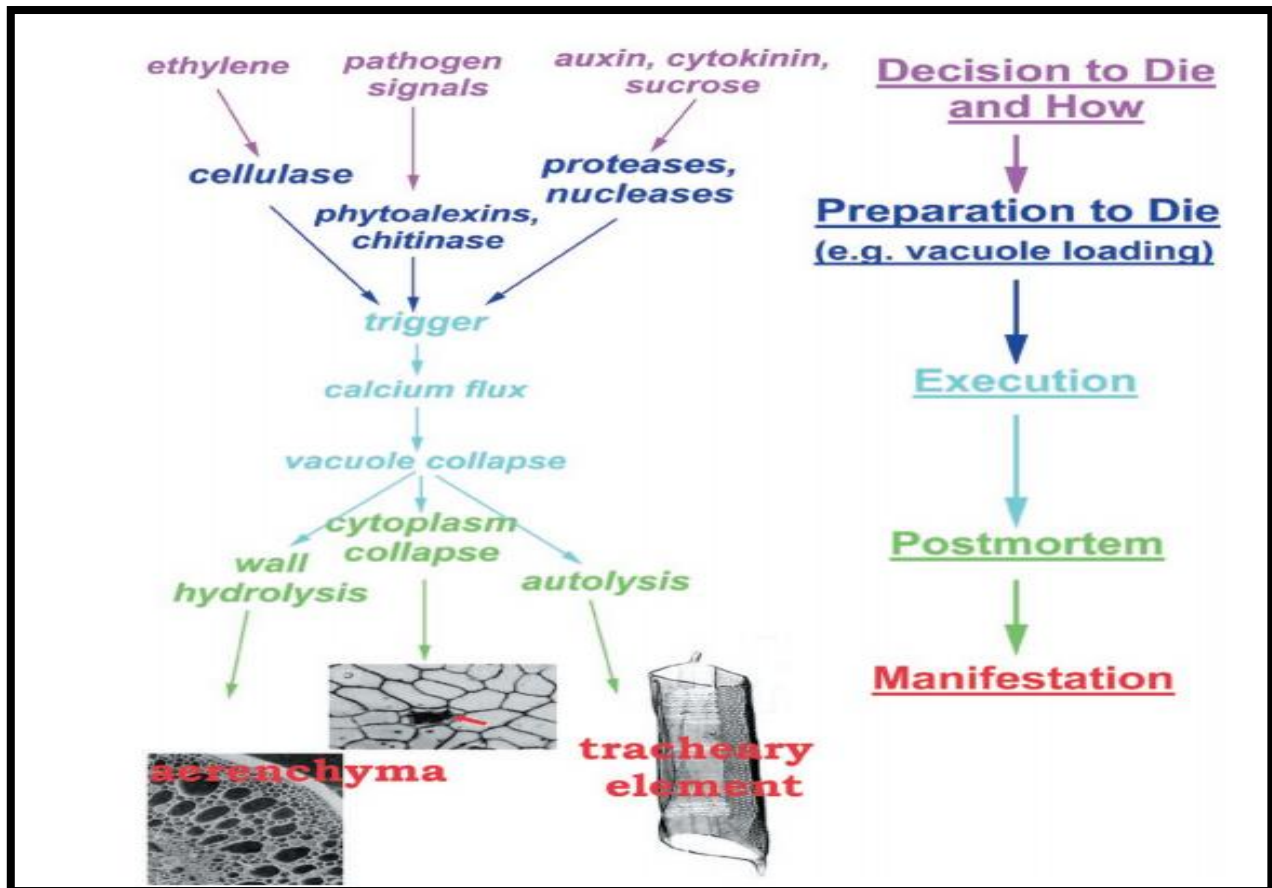 ethylene
pathogen
signals
auxin, cytokinin,
sucrose
cellulase
phytoalexins,
chitinase
proteases,
nucleases
trigger
calcium flux
vacuole collapse
wall
hydrolysis
cytoplasm
collapse
autolysis
aerenchyma
tracheary
element
Decision to Die
and How
Preparation to Die
(e.g. vacuole loading)
Execution
Postmortem
Manifestation